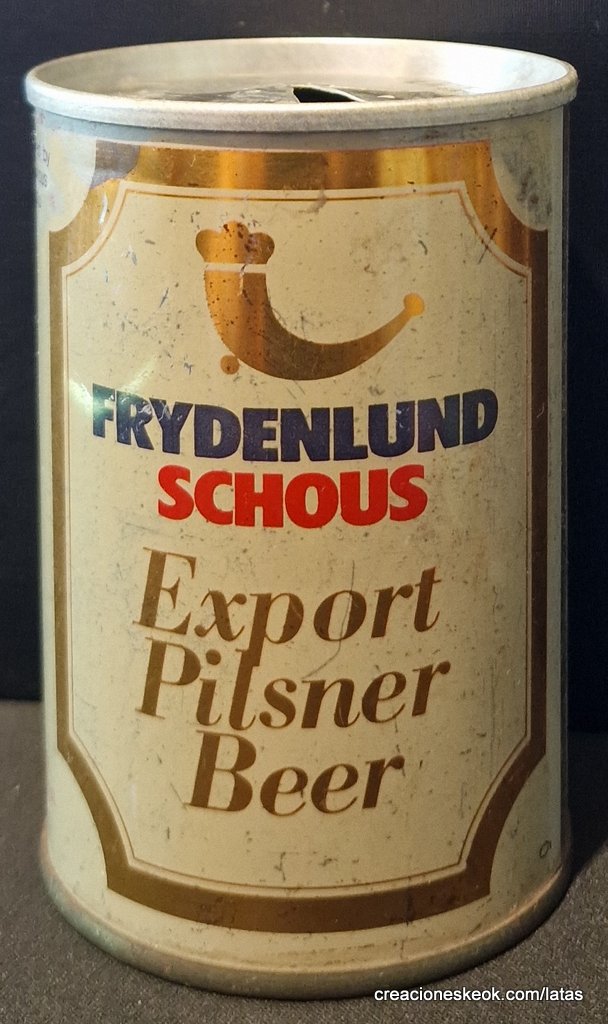 FRYDENLUND
SCHOUS
Export
Pilsner
Beer
creacioneskeok.com/latas